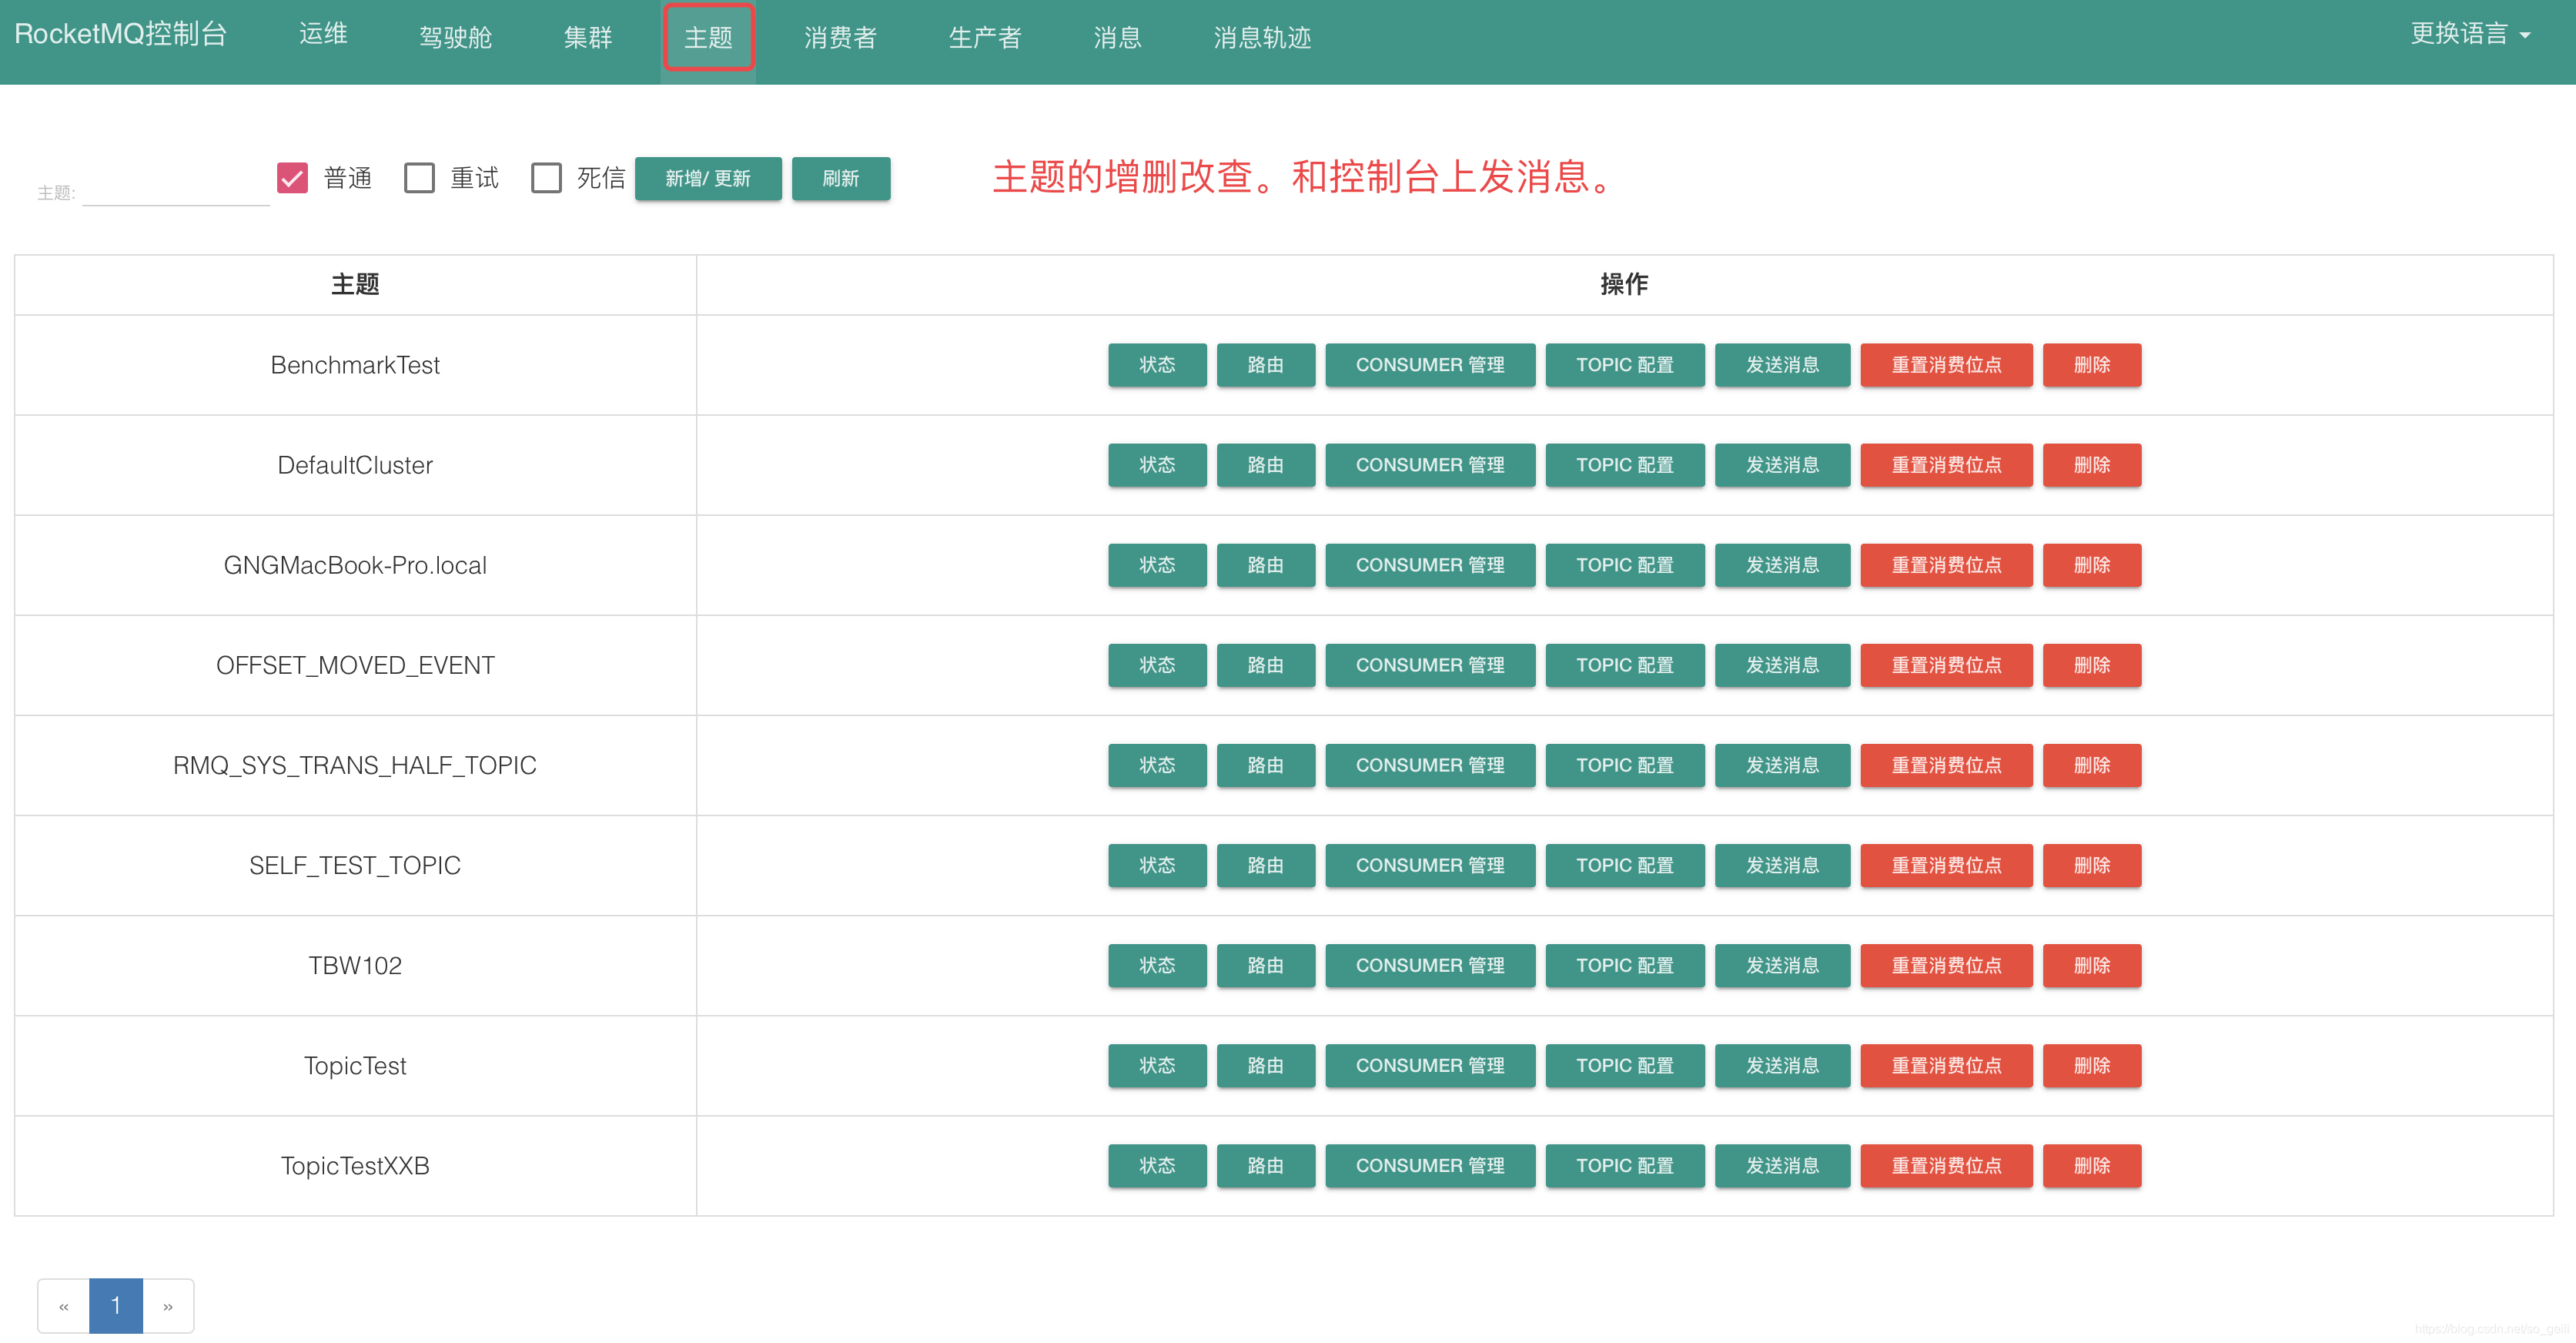 RocketMQ控制台 运维 驾驶舱 集群 主题 消费者 生产者 消息 消息轨迹 更换语言
主题: 普通 重试 死信 新增/ 更新 刷新 主题的增删改查。和控制台上发消息。
主题 操作
BenchmarkTest 状态 路由 CONSUMER 管理 TOPIC 配置 发送消息 重置消费位点 删除
DefaultCluster 状态 路由 CONSUMER 管理 TOPIC 配置 发送消息 重置消费位点 删除
GNGMacBook-Pro.local 状态 路由 CONSUMER 管理 TOPIC 配置 发送消息 重置消费位点 删除
OFFSET_MOVED_EVENT 状态 路由 CONSUMER 管理 TOPIC 配置 发送消息 重置消费位点 删除
RMQ_SYS_TRANS_HALF_TOPIC 状态 路由 CONSUMER 管理 TOPIC 配置 发送消息 重置消费位点 删除
SELF_TEST_TOPIC 状态 路由 CONSUMER 管理 TOPIC 配置 发送消息 重置消费位点 删除
TBW102 状态 路由 CONSUMER 管理 TOPIC 配置 发送消息 重置消费位点 删除
TopicTest 状态 路由 CONSUMER 管理 TOPIC 配置 发送消息 重置消费位点 删除
TopicTestXXB 状态 路由 CONSUMER 管理 TOPIC 配置 发送消息 重置消费位点 删除
« 1 »